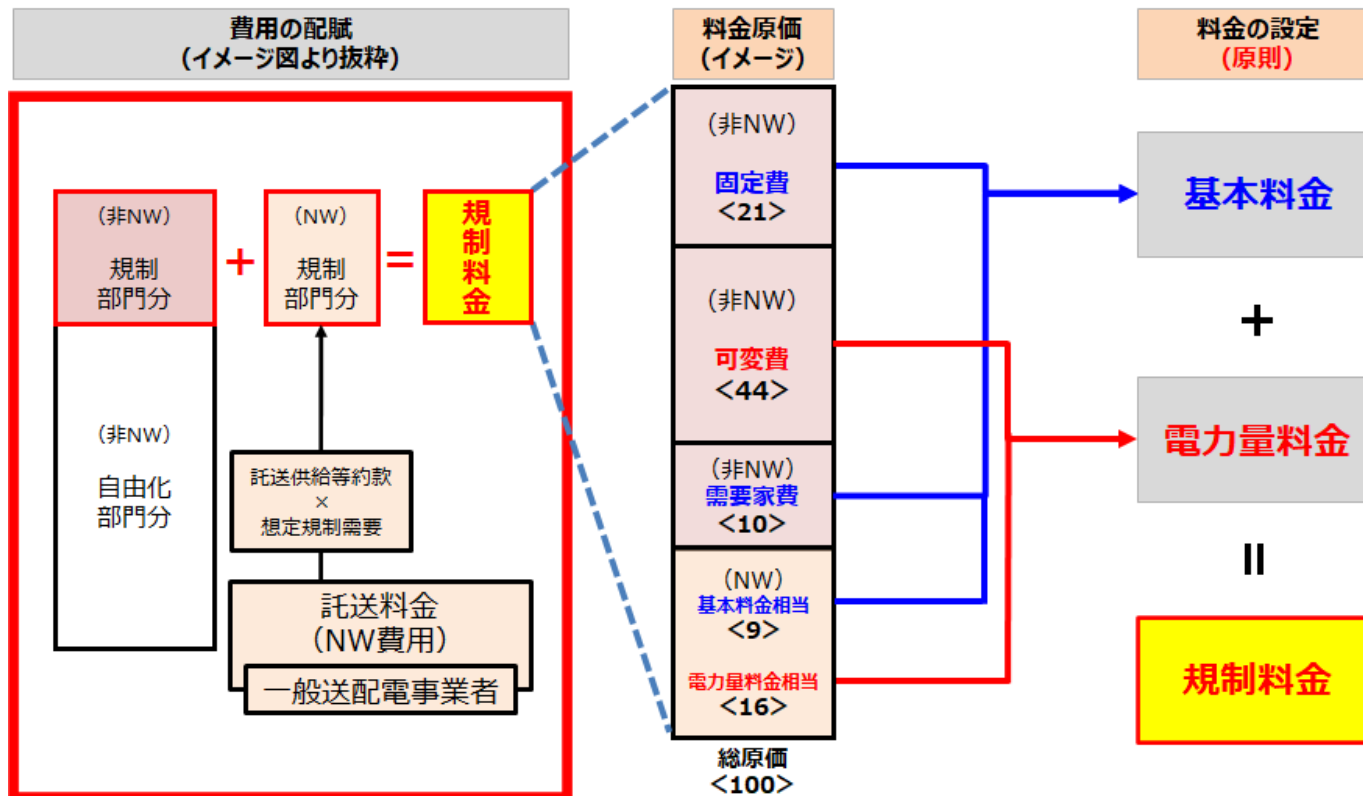 費用の配賦
(イメージ図より抜粋)
料金原価
(イメージ)
料金の設定
(原則)
(非NW)
規制
部門分
+
(NW)
規制
部門分
=
規制料金
(非NW)
自由化
部門分
託送供給等約款
×
想定規制需要
託送料金
(NW費用)
一般送配電事業者
(非NW)
固定費
<21>
(非NW)
可変費
<44>
(非NW)
需要家費
<10>
(NW)
基本料金相当
<9>
電力量料金相当
<16>
総原価
<100>
基本料金
+
電力量料金
=
規制料金